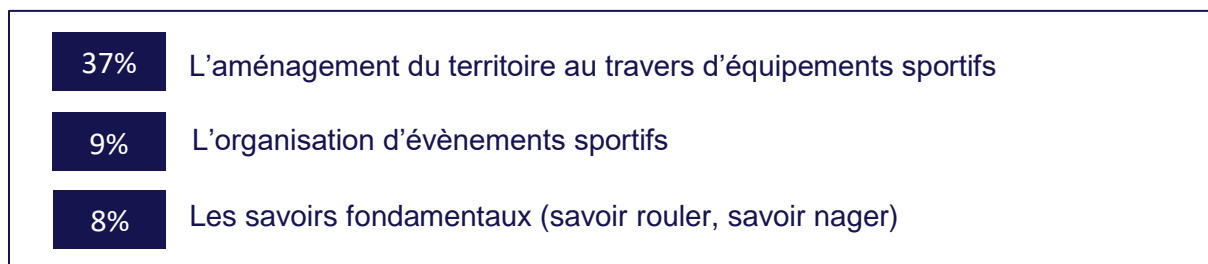 37% L’aménagement du territoire au travers d’équipements sportifs
9% L’organisation d’évènements sportifs
8% Les savoirs fondamentaux (savoir rouler, savoir nager)